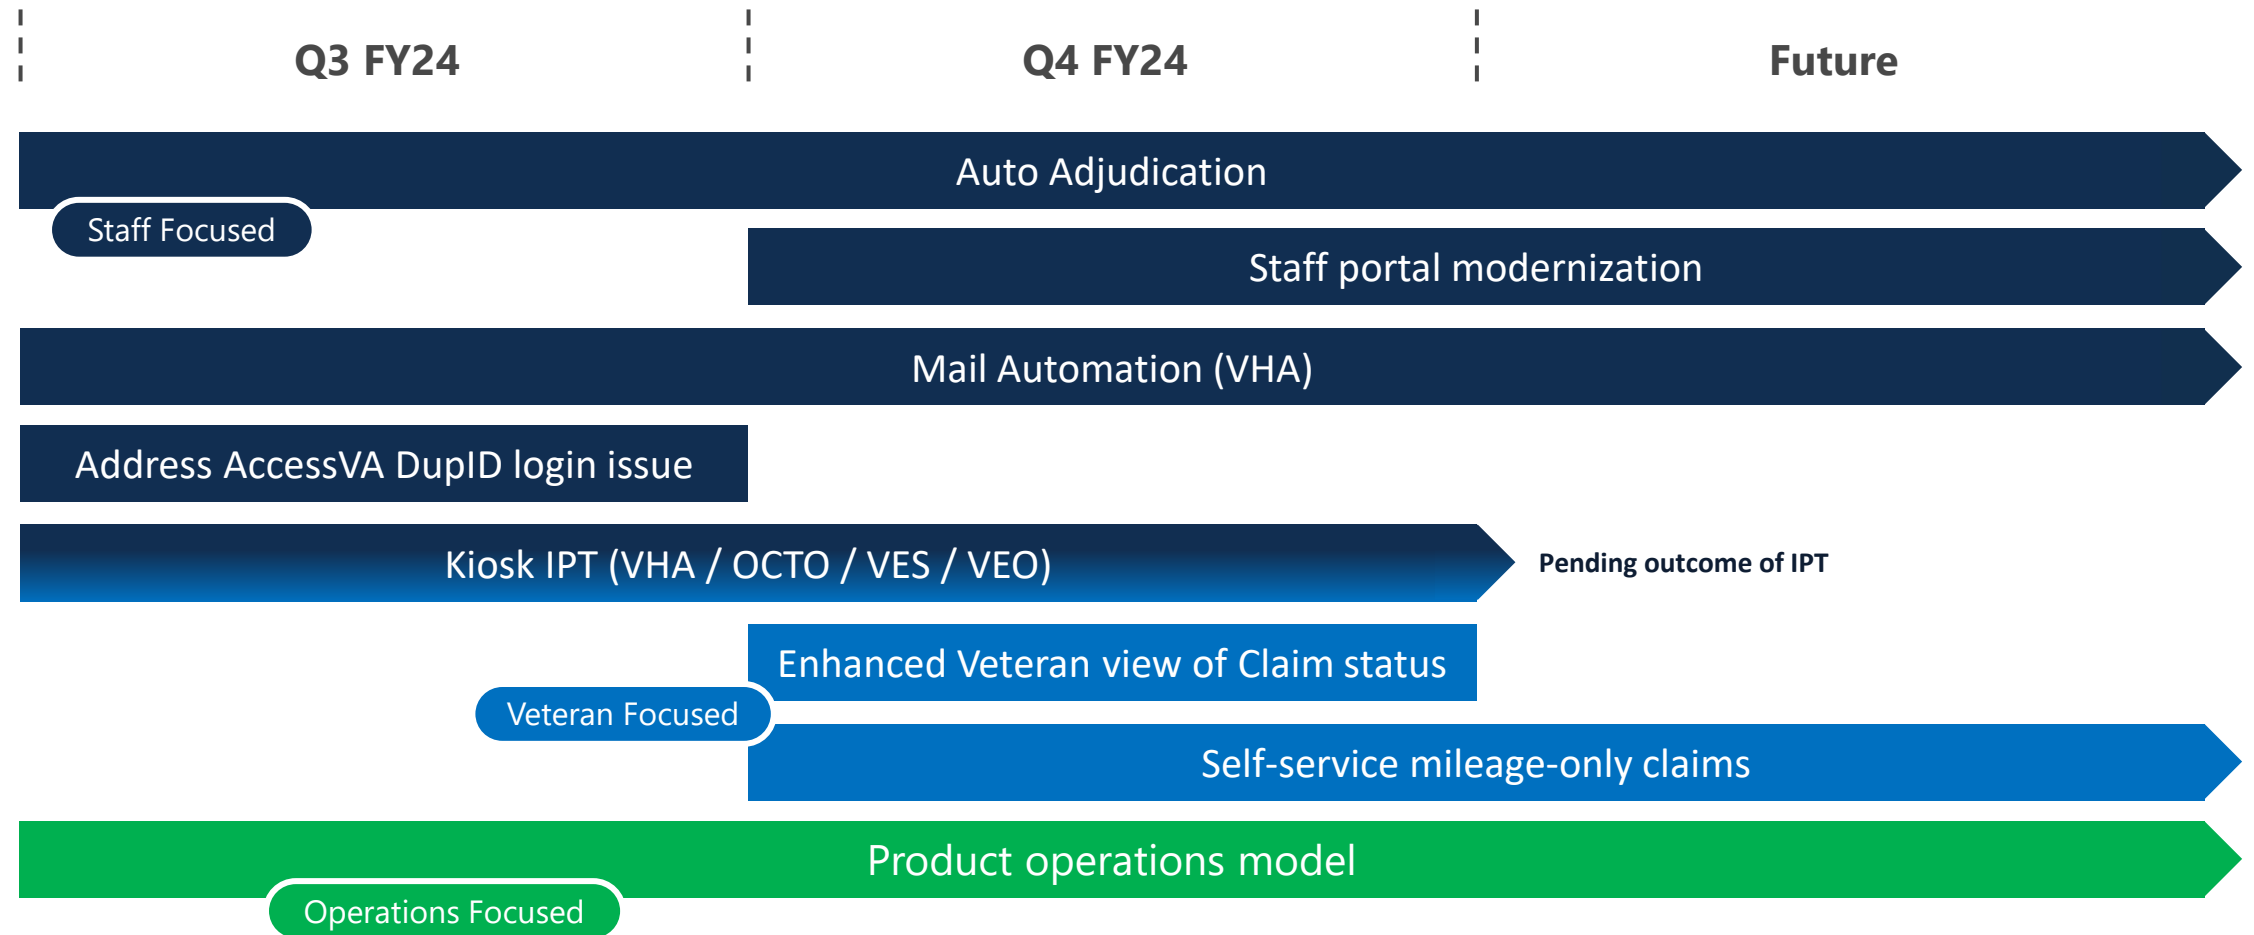 Q3 FY24
Q4 FY24
Future
Auto Adjudication
Staff Focused
Staff portal modernization
Mail Automation (VHA)
Address AccessVA DupID login issue
Kiosk IPT (VHA / OCTO / VES / VEO)
Pending outcome of IPT
Enhanced Veteran view of Claim status
Veteran Focused
Self-service mileage-only claims
Product operations model
Operations Focused